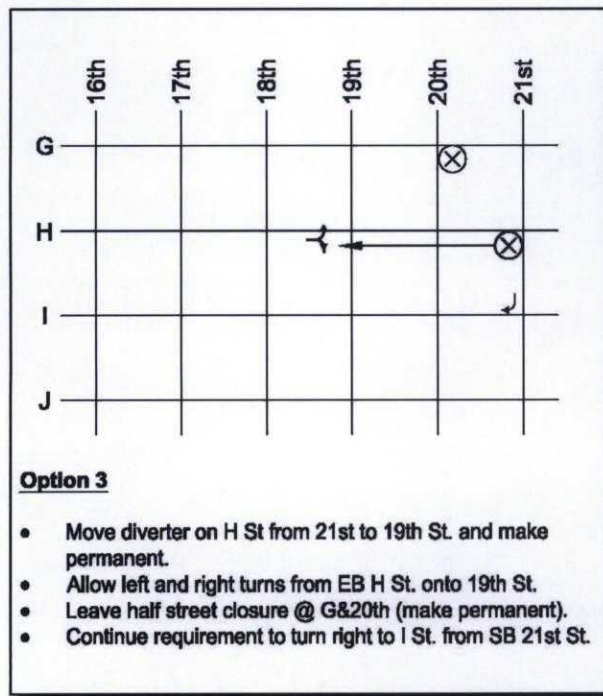 16th 17th 18th 19th 20th 21st
G
H
I
J
Option 3
• Move diverter on H St from 21st to 19th St. and make
permanent.
• Allow left and right turns from EB H St. onto 19th St.
• Leave half street closure @ G&20th (make permanent).
• Continue requirement to turn right to I St. from SB 21st St.